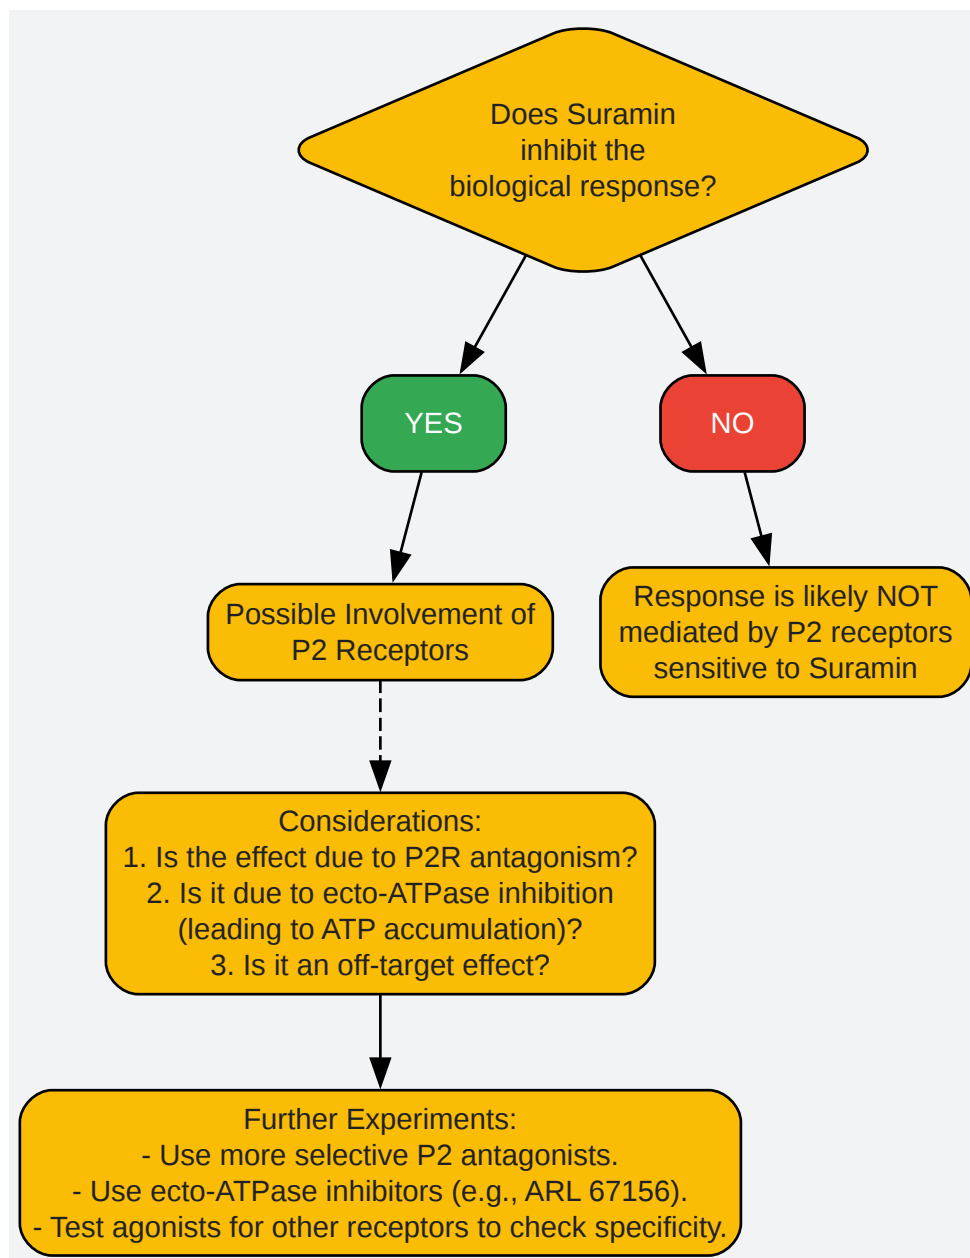 Does Suramin
inhibit the
biological response?
YES
NO
Possible Involvement of
P2 Receptors
Response is likely NOT
mediated by P2 receptors
sensitive to Suramin
Considerations:
1. Is the effect due to P2R antagonism?
2. Is it due to ecto-ATPase inhibition
(leading to ATP accumulation)?
3. Is it an off-target effect?
Further Experiments:
- Use more selective P2 antagonists.
- Use ecto-ATPase inhibitors (e.g., ARL 67156).
- Test agonists for other receptors to check specificity.